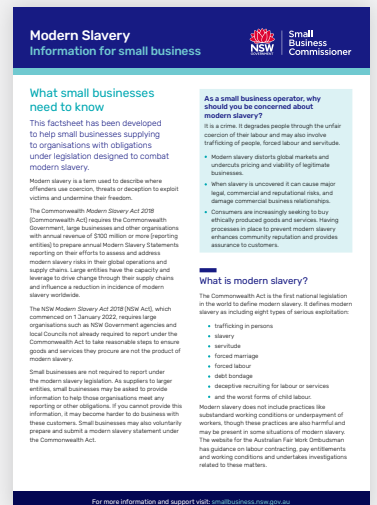 Modern Slavery
Information for small business
NSW
GOVERNMENT
Small
Business
Commissioner
What small businesses
need to know
This factsheet has been developed
to help small businesses supplying
to organisations with obligations
under legislation designed to combat
modern slavery.
Modern slavery is a term used to describe where
offenders use coercion, threats or deception to exploit
victims and undermine their freedom.
The Commonwealth Modern Slavery Act 2018
(Commonwealth Act) requires the Commonwealth
Government, large businesses and other organisations
with annual revenue of $100 million or more (reporting
entities) to prepare annual Modern Slavery Statements
reporting on their efforts to assess and address
modern slavery risks in their global operations and
supply chains. Large entities have the capacity and
leverage to drive change through their supply chains
and influence a reduction in incidence of modern
slavery worldwide.
The NSW Modern Slavery Act 2018 (NSW Act), which
commenced on 1 January 2022, requires large
organisations such as NSW Government agencies and
local Councils not already required to report under the
Commonwealth Act to take reasonable steps to ensure
goods and services they procure are not the product of
modern slavery.
Small businesses are not required to report under
the modern slavery legislation. As suppliers to larger
entities, small businesses may be asked to provide
information to help those organisations meet any
reporting or other obligations. If you cannot provide this
information, it may become harder to do business with
these customers. Small businesses may also voluntarily
prepare and submit a modern slavery statement under
the Commonwealth Act.
As a small business operator, why
should you be concerned about
modern slavery?
It is a crime. It degrades people through the unfair
coercion of their labour and may also involve
trafficking of people, forced labour and servitude.
• Modern slavery distorts global markets and
undercuts pricing and viability of legitimate
businesses.
• When slavery is uncovered it can cause major
legal, commercial and reputational risks, and
damage commercial business relationships.
• Consumers are increasingly seeking to buy
ethically produced goods and services. Having
processes in place to prevent modern slavery
enhances community reputation and provides
assurance to customers.
What is modern slavery?
The Commonwealth Act is the first national legislation
in the world to define modern slavery. It defines modern
slavery as including eight types of serious exploitation:
• trafficking in persons
• slavery
• servitude
• forced marriage
• forced labour
• debt bondage
• deceptive recruiting for labour or services
• and the worst forms of child labour.
Modern slavery does not include practices like
substandard working conditions or underpayment of
workers, though these practices are also harmful and
may be present in some situations of modern slavery.
The website for the Australian Fair Work Ombudsman
has guidance on labour contracting, pay entitlements
and working conditions and undertakes investigations
related to these matters.
For more information and support visit: smallbusiness.nsw.gov.au